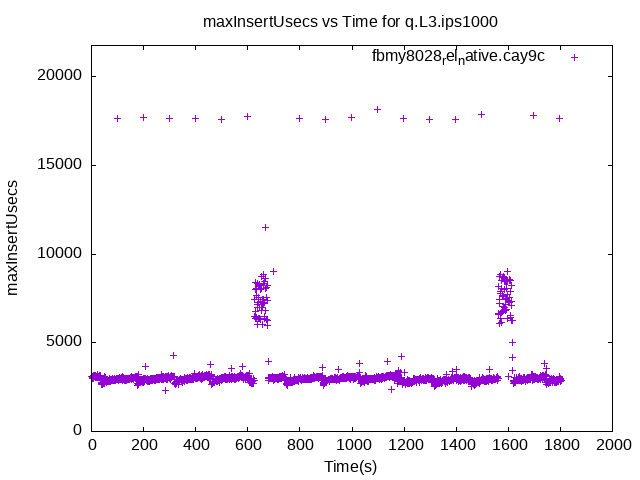 maxInsertUsecs vs Time for q.L3.ips1000
fbmy8028relnative.cay9c
20000
15000
10000
5000
0
maxInsertUsecs
0 200 400 600 800 1000 1200 1400 1600 1800 2000
Time(s)